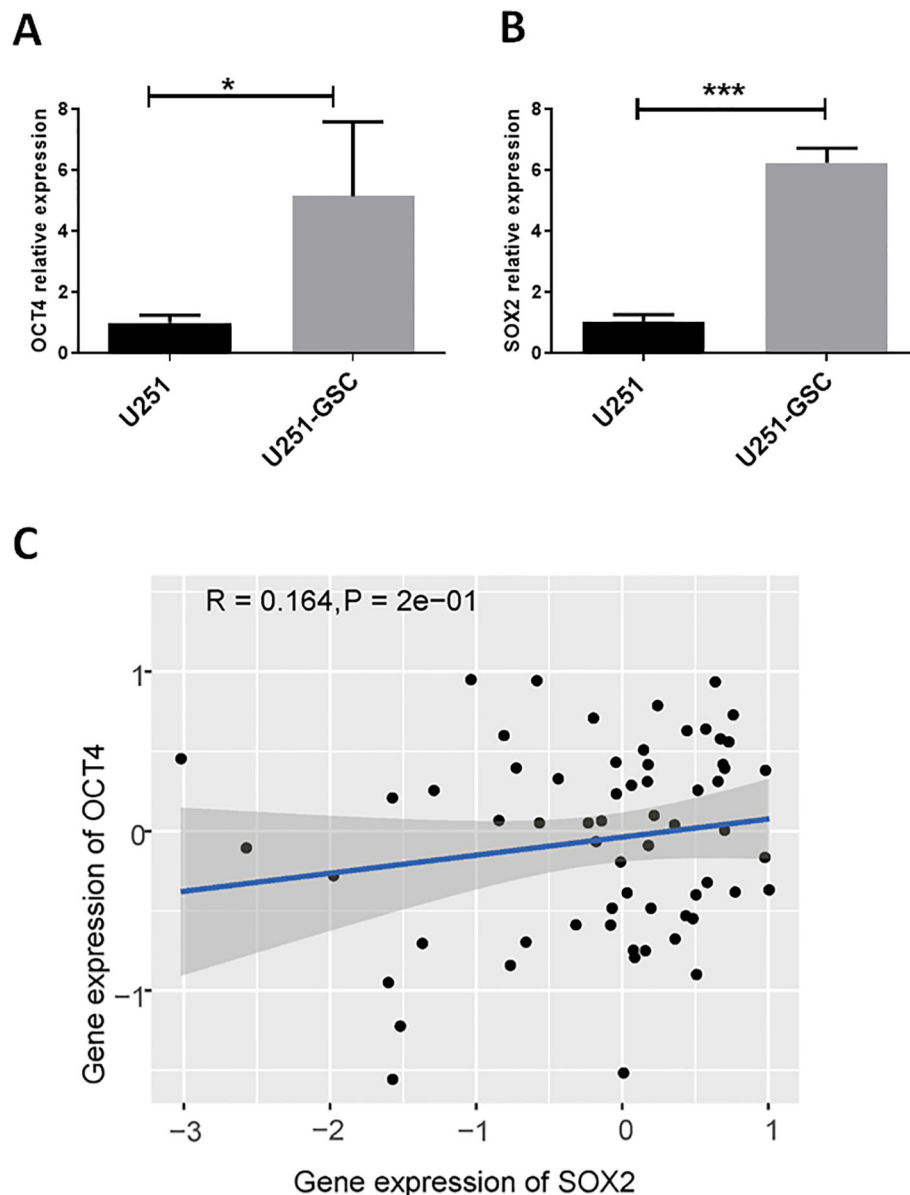 A
*
8
6
4
2
0
OCT4 relative expression
U251
U251-GSC
B
***
8
6
4
2
0
SOX2 relative expression
U251
U251-GSC
C
R = 0.164,P = 2e−01
1
0
−1
Gene expression of OCT4
−3 −2 −1 0 1
Gene expression of SOX2